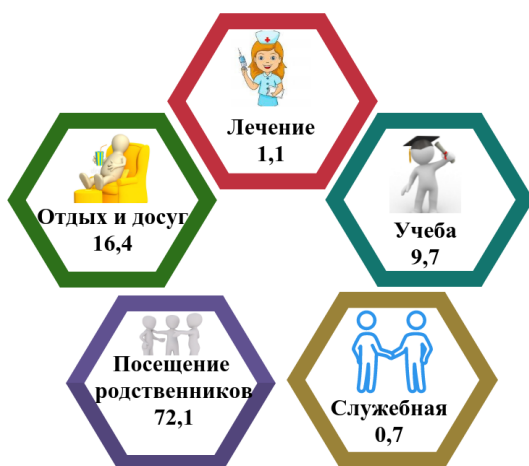 Лечение
1,1
Отдых и досуг
16,4
Учеба
9,7
Посещение
родственников
72,1
Служебная
0,7